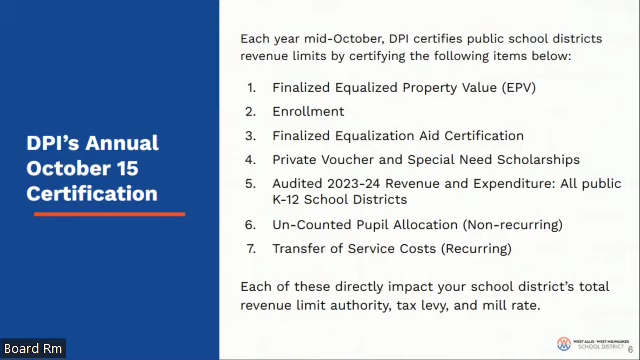 DPI's Annual
October 15
Certification
Each year mid-October, DPI certifies public school districts
revenue limits by certifying the following items below:
1. Finalized Equalized Property Value (EPV)
2. Enrollment
3. Finalized Equalization Aid Certification
4. Private Voucher and Special Need Scholarships
5. Audited 2023-24 Revenue and Expenditure: All public
K-12 School Districts
6. Un-Counted Pupil Allocation (Non-recurring)
7. Transfer of Service Costs (Recurring)
Each of these directly impact your school district's total
revenue limit authority, tax levy, and mill rate.
WEST ALLIS-WEST MILWAUKEE
SCHOOL DISTRICT
6
Board Rm